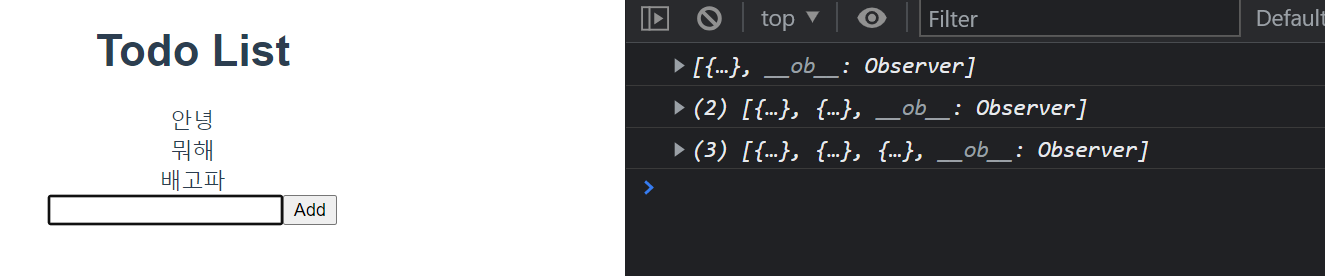 Todo List
안녕
뭐해
배고파
Add
top ▼
Filter
Default
▶ [{…}, __ob__: Observer]
▶ (2) [{…}, {…}, __ob__: Observer]
▶ (3) [{…}, {…}, {…}, __ob__: Observer]